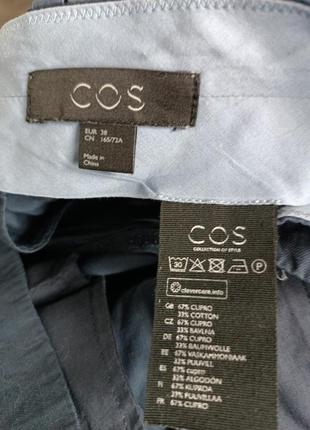 COS
EUR 38
CN 165/72A
Made in
China
COS
COLLECTION OF STYLE
30 P
clevercare.info
GB 67% CUPRO
33% COTTON
CZ 67% CUPRO
33% BAVLNA
DE 67% CUPRO
33% BAUMWOLLE
EE 67% VASKAMMONIAAK
33% PUUVILL
ES 67% cupro
33% ALGODÓN
FI 67% KUPROA
33% PUUVILLAA
FR 67% CUPRO